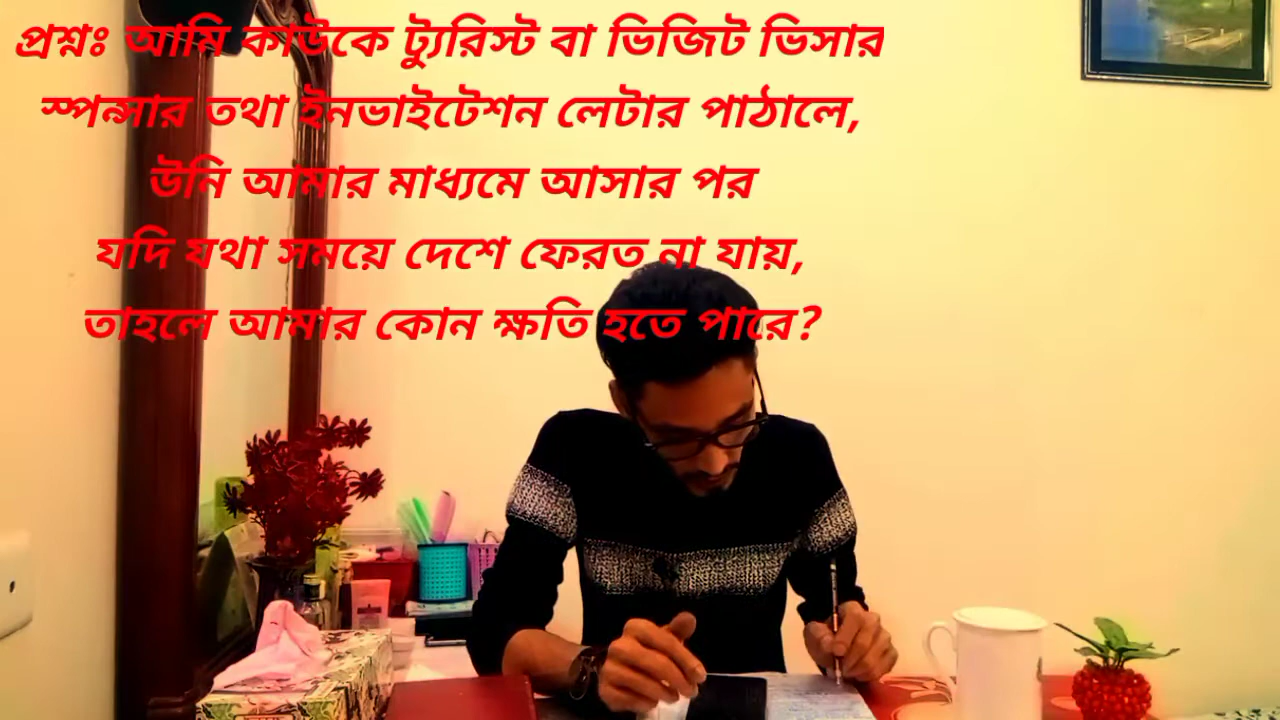 প্রশ্নঃ আমি কাউকে ট্যুরিস্ট বা ভিজিট ভিসার
স্পন্সার তথা ইনভাইটেশন লেটার পাঠালে,
উনি আমার মাধ্যমে আসার পর
যদি যথা সময়ে দেশে ফেরত না যায়,
তাহলে আমার কোন ক্ষতি হতে পারে?